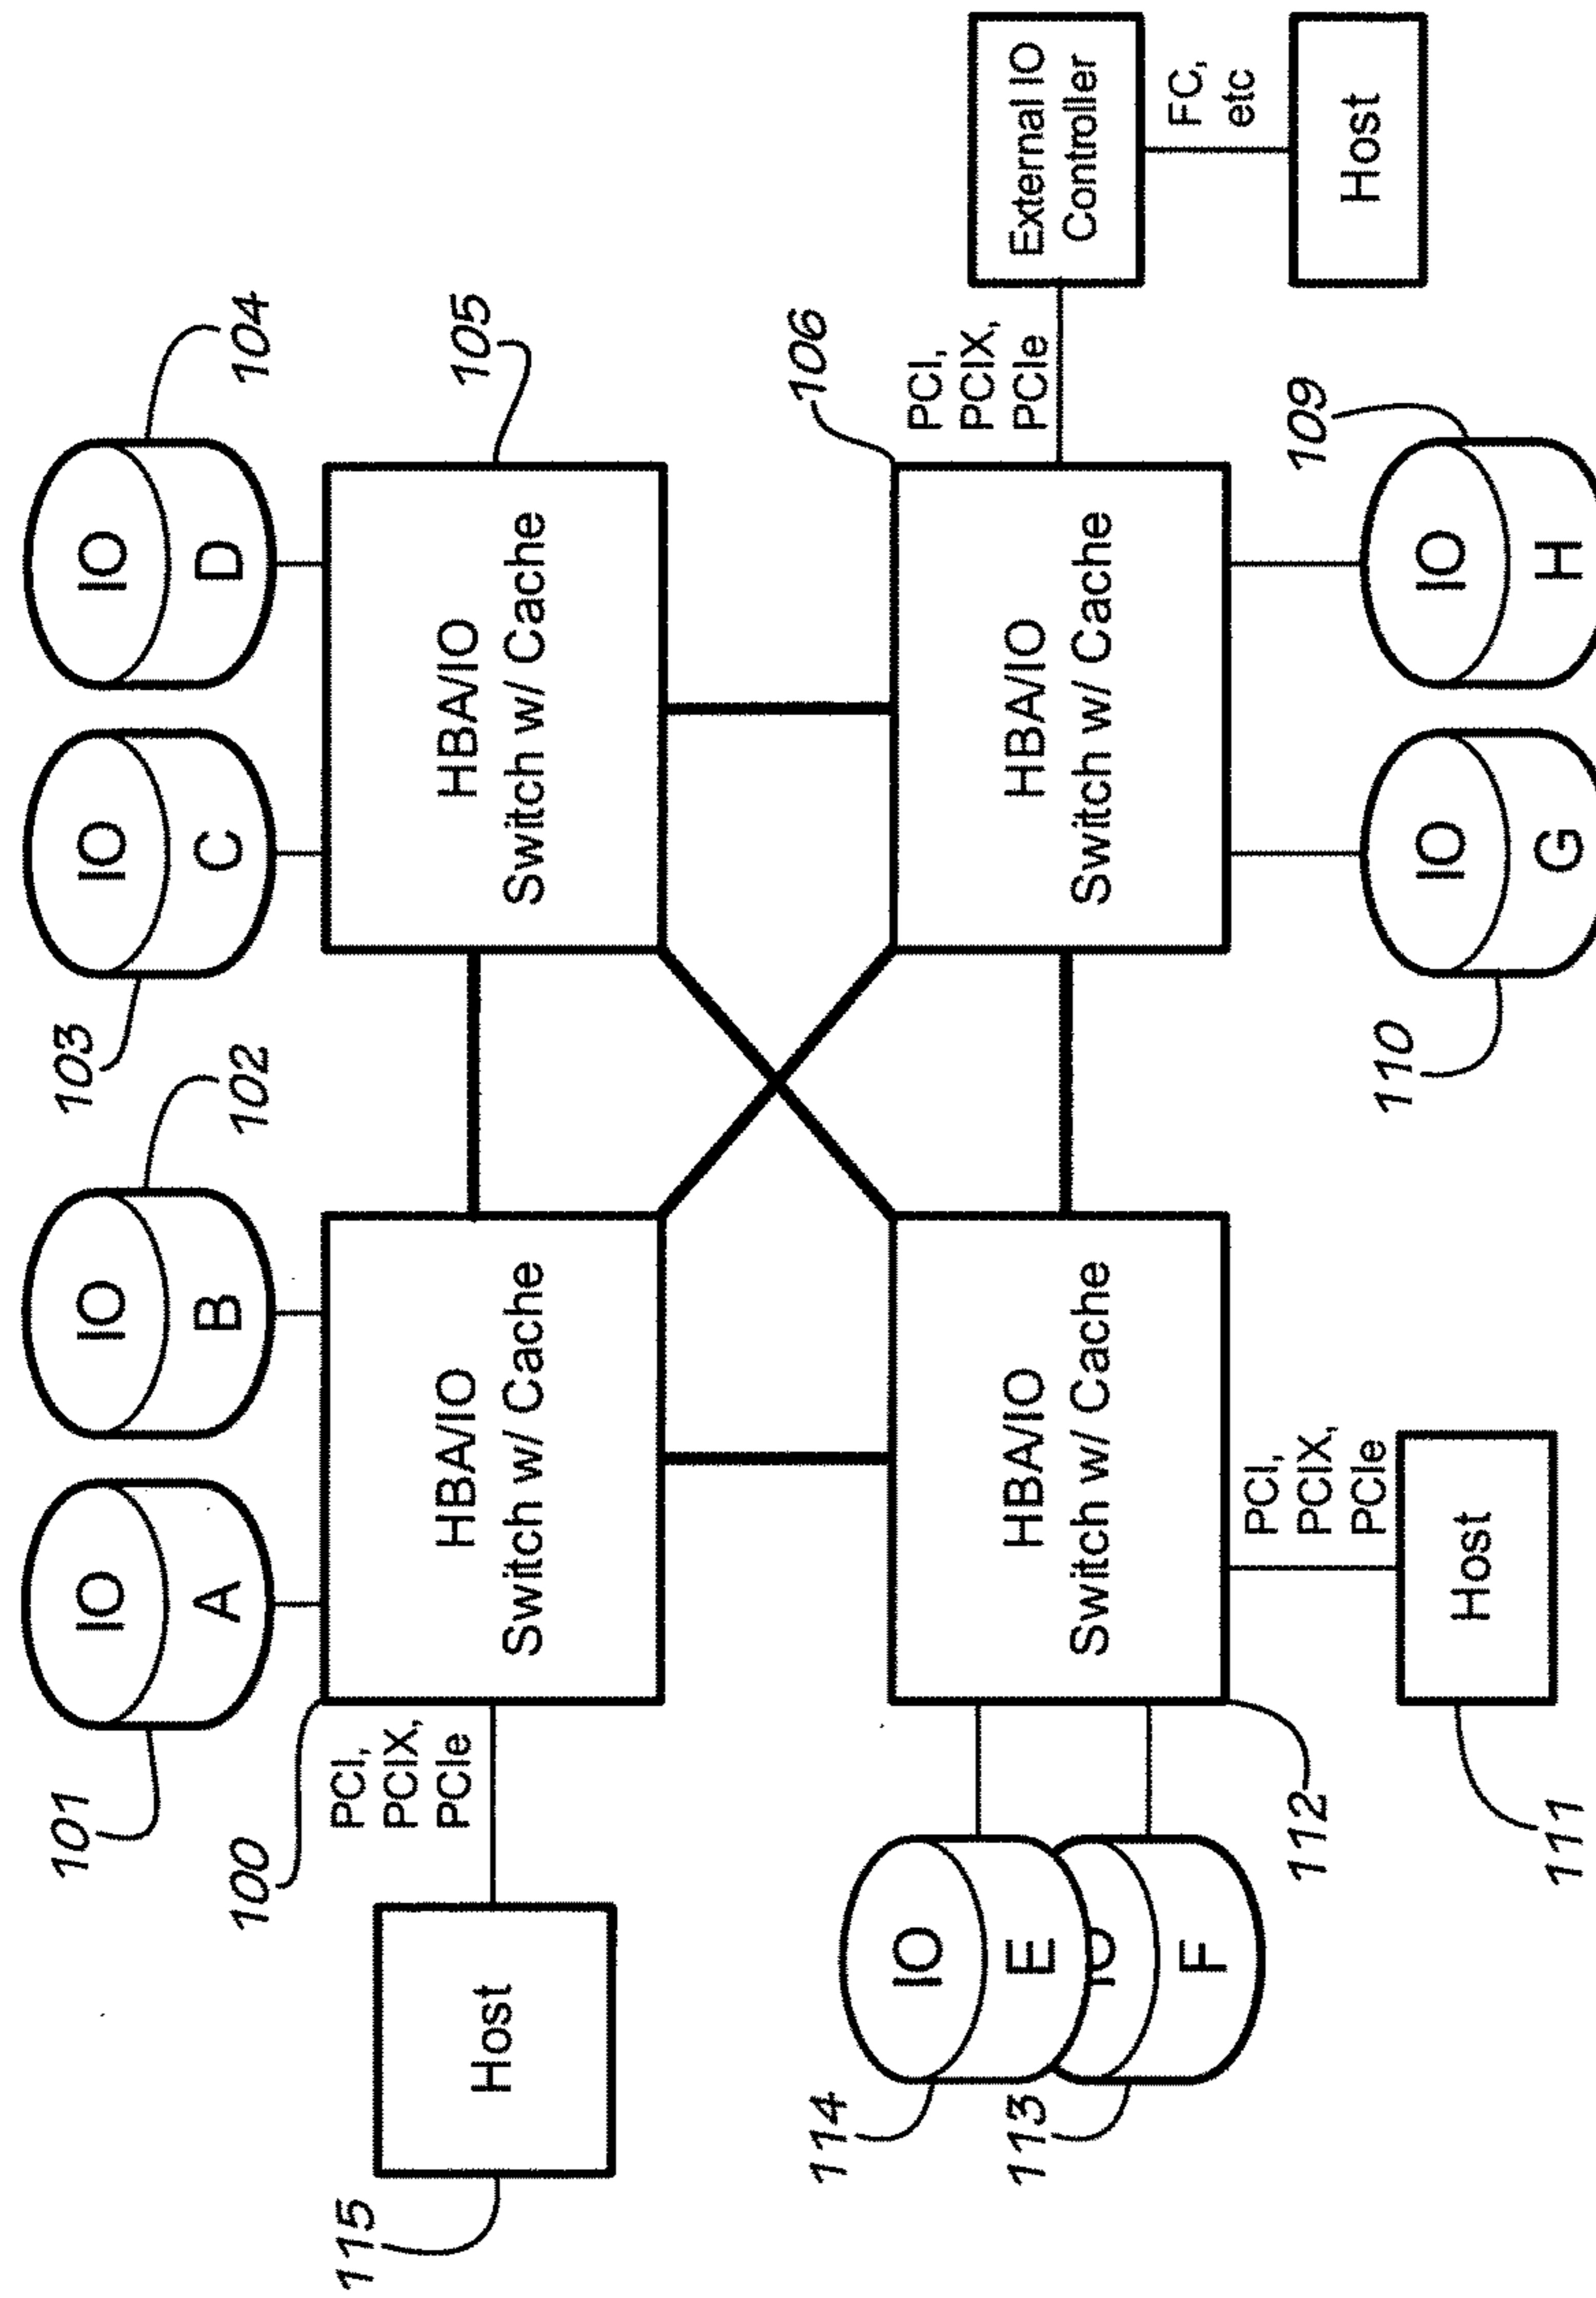 IO
A
IO
B
IO
C
IO
D
101
102
103
104
100
105
HBA/IO
Switch w/ Cache
HBA/IO
Switch w/ Cache
115
Host
PCI,
PCIX,
PCIe
106
PCI,
PCIX,
PCIe
External IO
Controller
FC,
etc
Host
114
IO
E
113
F
HBA/IO
Switch w/ Cache
HBA/IO
Switch w/ Cache
112
PCI,
PCIX,
PCIe
Host
111
110
IO
G
IO
H
109